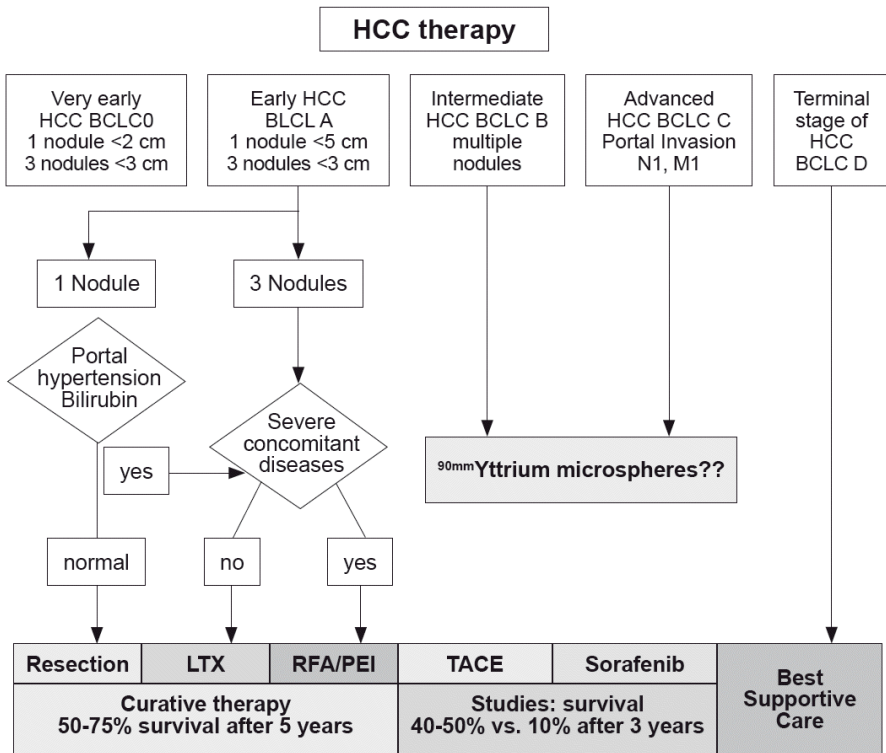 HCC therapy
Very early
HCC BCLC0
1 nodule <2 cm
3 nodules <3 cm
Early HCC
BLCL A
1 nodule <5 cm
3 nodules <3 cm
Intermediate
HCC BCLC B
multiple
nodules
Advanced
HCC BCLC C
Portal Invasion
N1, M1
Terminal
stage of
HCC
BCLC D
1 Nodule
3 Nodules
Portal
hypertension
Bilirubin
Severe
concomitant
diseases
yes
90mmYttrium microspheres??
normal
no
yes
Resection
LTX
RFA/PEI
TACE
Sorafenib
Best
Supportive
Care
Curative therapy
50-75% survival after 5 years
Studies: survival
40-50% vs. 10% after 3 years